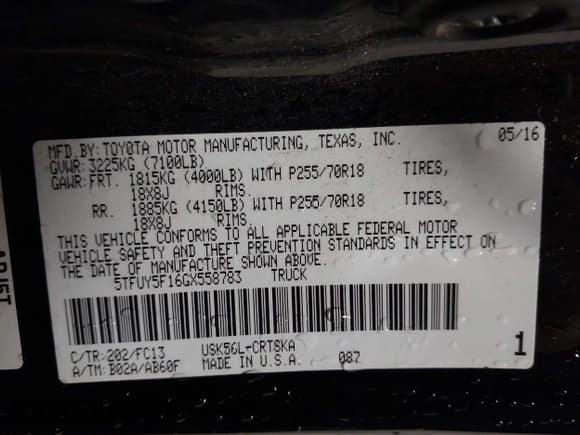 MFD. BY: TOYOTA MOTOR MANUFACTURING, TEXAS, INC. 05/16
GVWR: 3225KG (7100LB)
GAWR: FRT. 1815KG (4000LB) WITH P255/70R18 TIRES,
18X8J RIMS.
RR. 1885KG (4150LB) WITH P255/70R18 TIRES,
18X8J RIMS.
THIS VEHICLE CONFORMS TO ALL APPLICABLE FEDERAL MOTOR
VEHICLE SAFETY AND THEFT PREVENTION STANDARDS IN EFFECT ON
THE DATE OF MANUFACTURE SHOWN ABOVE.
5TFUY5F16GX558783 TRUCK
C/TR: 202/FC13 USK56L-CRTSKA
A/TM: B02A/AB60F MADE IN U.S.A. 087 1